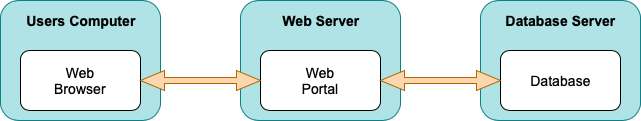 Users Computer
Web Server
Database Server
Web
Browser
Web
Portal
Database